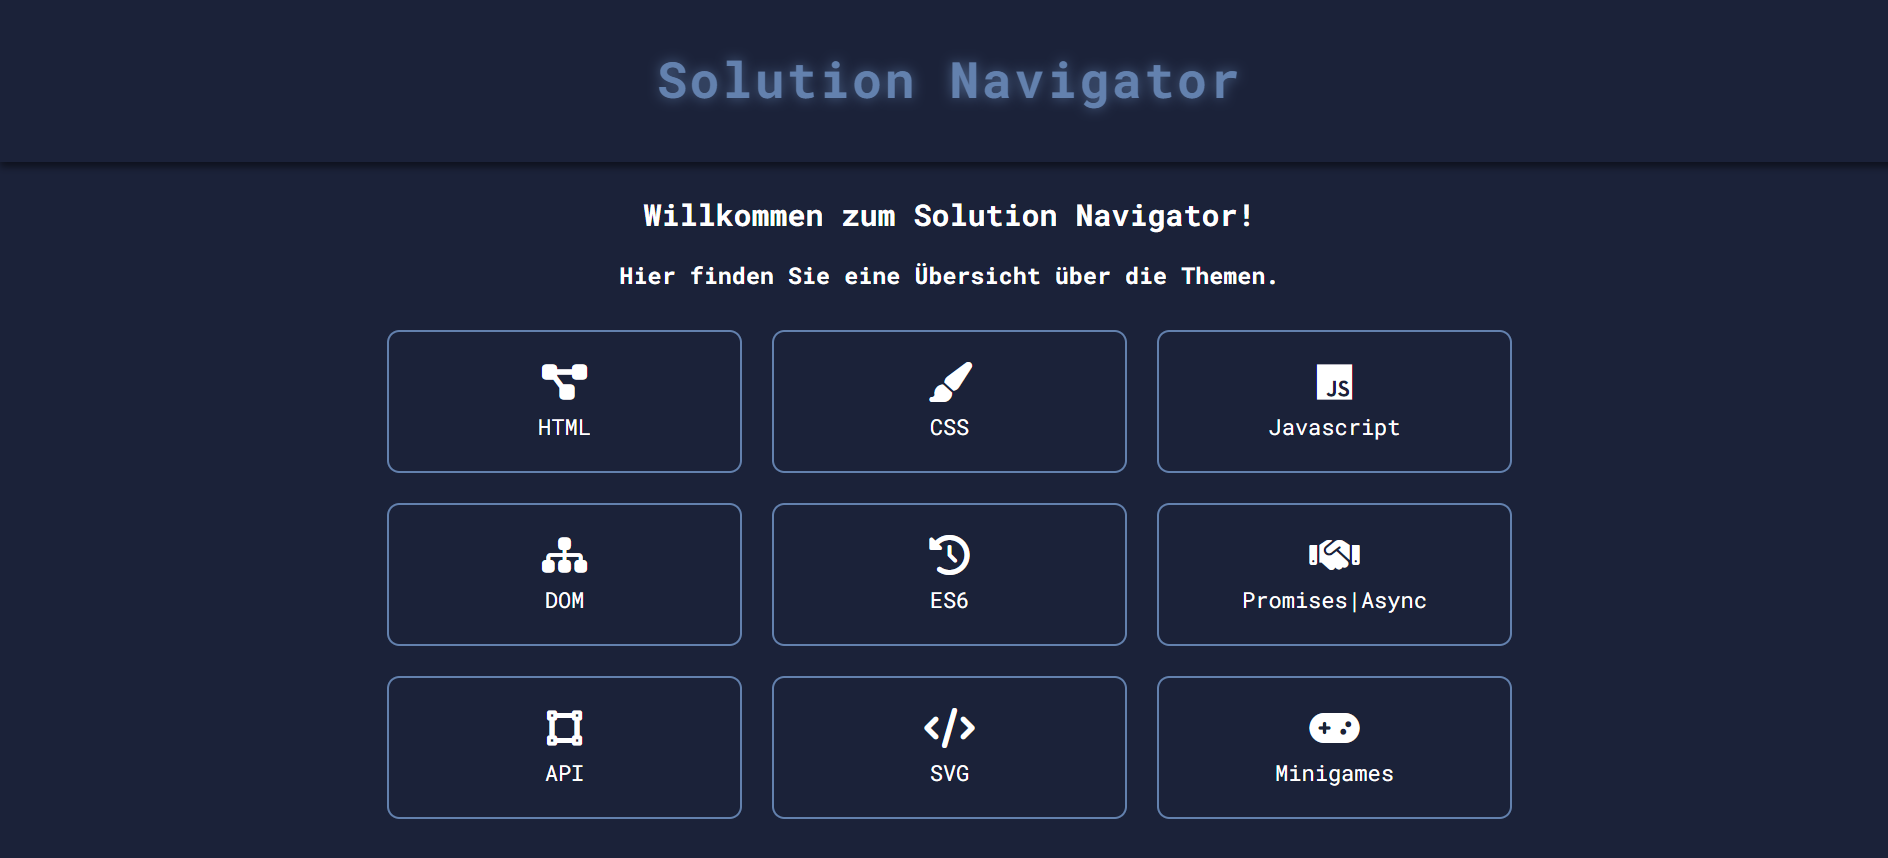 Solution Navigator
Willkommen zum Solution Navigator!
Hier finden Sie eine Übersicht über die Themen.
JS
HTML
CSS
Javascript
DOM
ES6
Promises|Async
API
SVG
Minigames